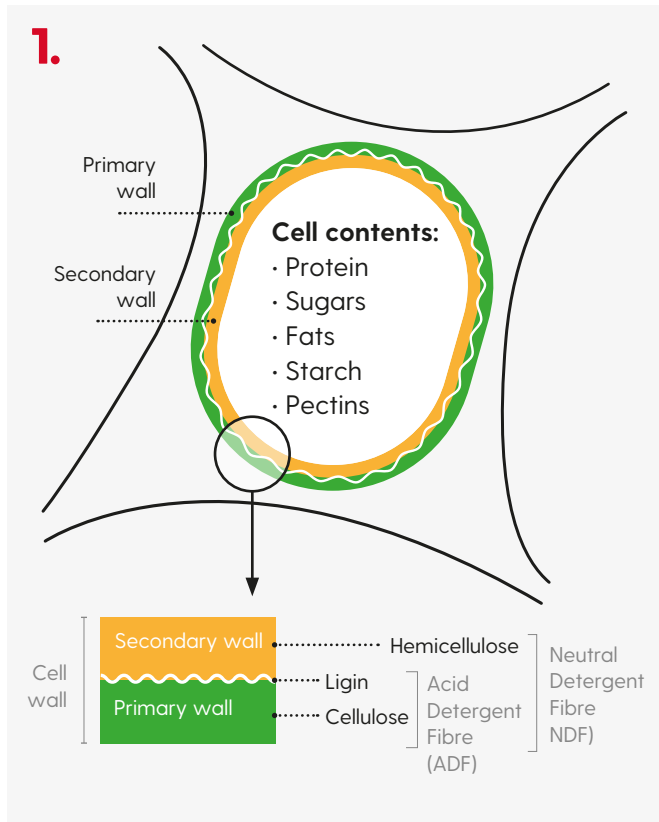 1.
Primary
wall
Secondary
wall
Cell contents:
· Protein
· Sugars
· Fats
· Starch
· Pectins
Cell
wall
Secondary wall
Primary wall
Hemicellulose
Ligin
Cellulose
Acid
Detergent
Fibre
(ADF)
Neutral
Detergent
Fibre
NDF)